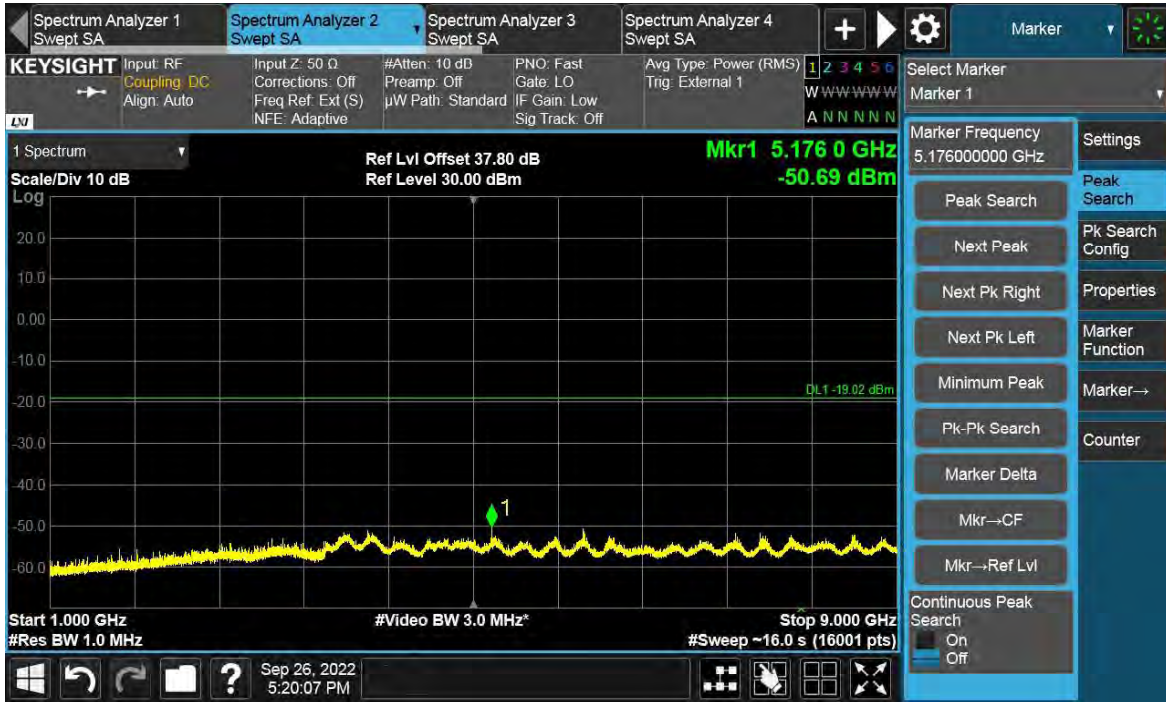 Spectrum Analyzer 1
Swept SA
Spectrum Analyzer 2
Swept SA
Spectrum Analyzer 3
Swept SA
Spectrum Analyzer 4
Swept SA
+
Marker
KEYSIGHT
LXI
Input: RF
Coupling: DC
Align: Auto
Input Z: 50 Ω
Corrections: Off
Freq Ref: Ext (S)
NFE: Adaptive
#Atten: 10 dB
Preamp: Off
µW Path: Standard
PNO: Fast
Gate: LO
IF Gain: Low
Sig Track: Off
Avg Type: Power (RMS)
Trig: External 1
1 2 3 4 5 6
W W W W W W
A N N N N N
Select Marker
Marker 1
1 Spectrum
Scale/Div 10 dB
Log
Ref Lvl Offset 37.80 dB
Ref Level 30.00 dBm
Mkr1 5.176 0 GHz
-50.69 dBm
20.0
10.0
0.00
-10.0
-20.0
-30.0
-40.0
-50.0
-60.0
DL1 -19.02 dBm
1
Start 1.000 GHz
#Res BW 1.0 MHz
#Video BW 3.0 MHz*
Stop 9.000 GHz
#Sweep ~16.0 s (16001 pts)
Marker Frequency
5.176000000 GHz
Peak Search
Next Peak
Next Pk Right
Next Pk Left
Minimum Peak
Pk-Pk Search
Marker Delta
Mkr→CF
Mkr→Ref Lvl
Continuous Peak
Search
On
Off
Settings
Peak
Search
Pk Search
Config
Properties
Marker
Function
Marker→
Counter
?
Sep 26, 2022
5:20:07 PM